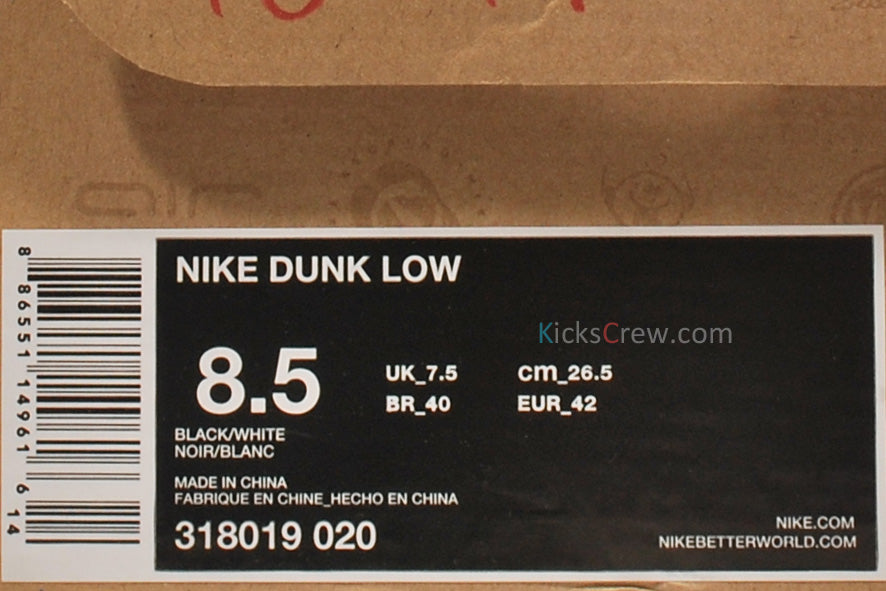 NIKE DUNK LOW
KicksCrew.com
8.5
UK_7.5 cm_26.5
BR_40 EUR_42
BLACK/WHITE
NOIR/BLANC
MADE IN CHINA
FABRIQUE EN CHINE_HECHO EN CHINA
318019 020
NIKE.COM
NIKEBETTERWORLD.COM
8 86551 14961 6 14